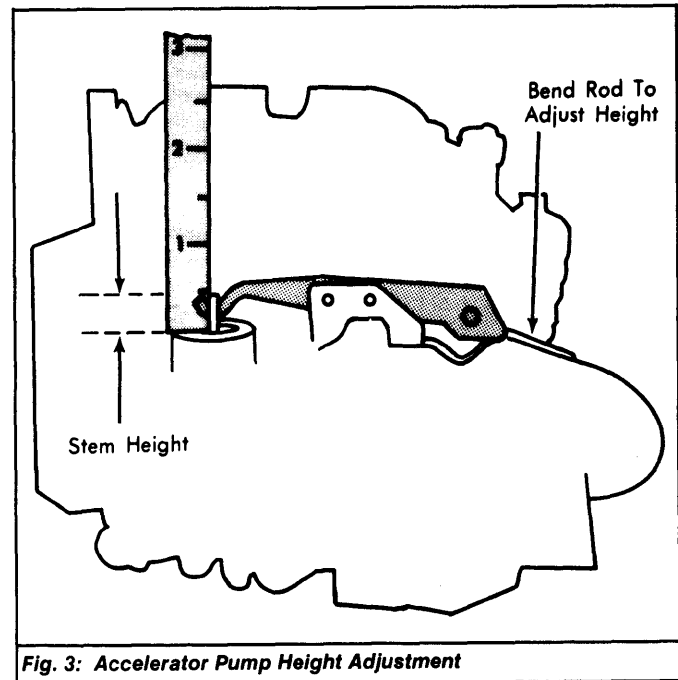 3
2
1
Bend Rod To
Adjust Height
Stem Height
Fig. 3: Accelerator Pump Height Adjustment